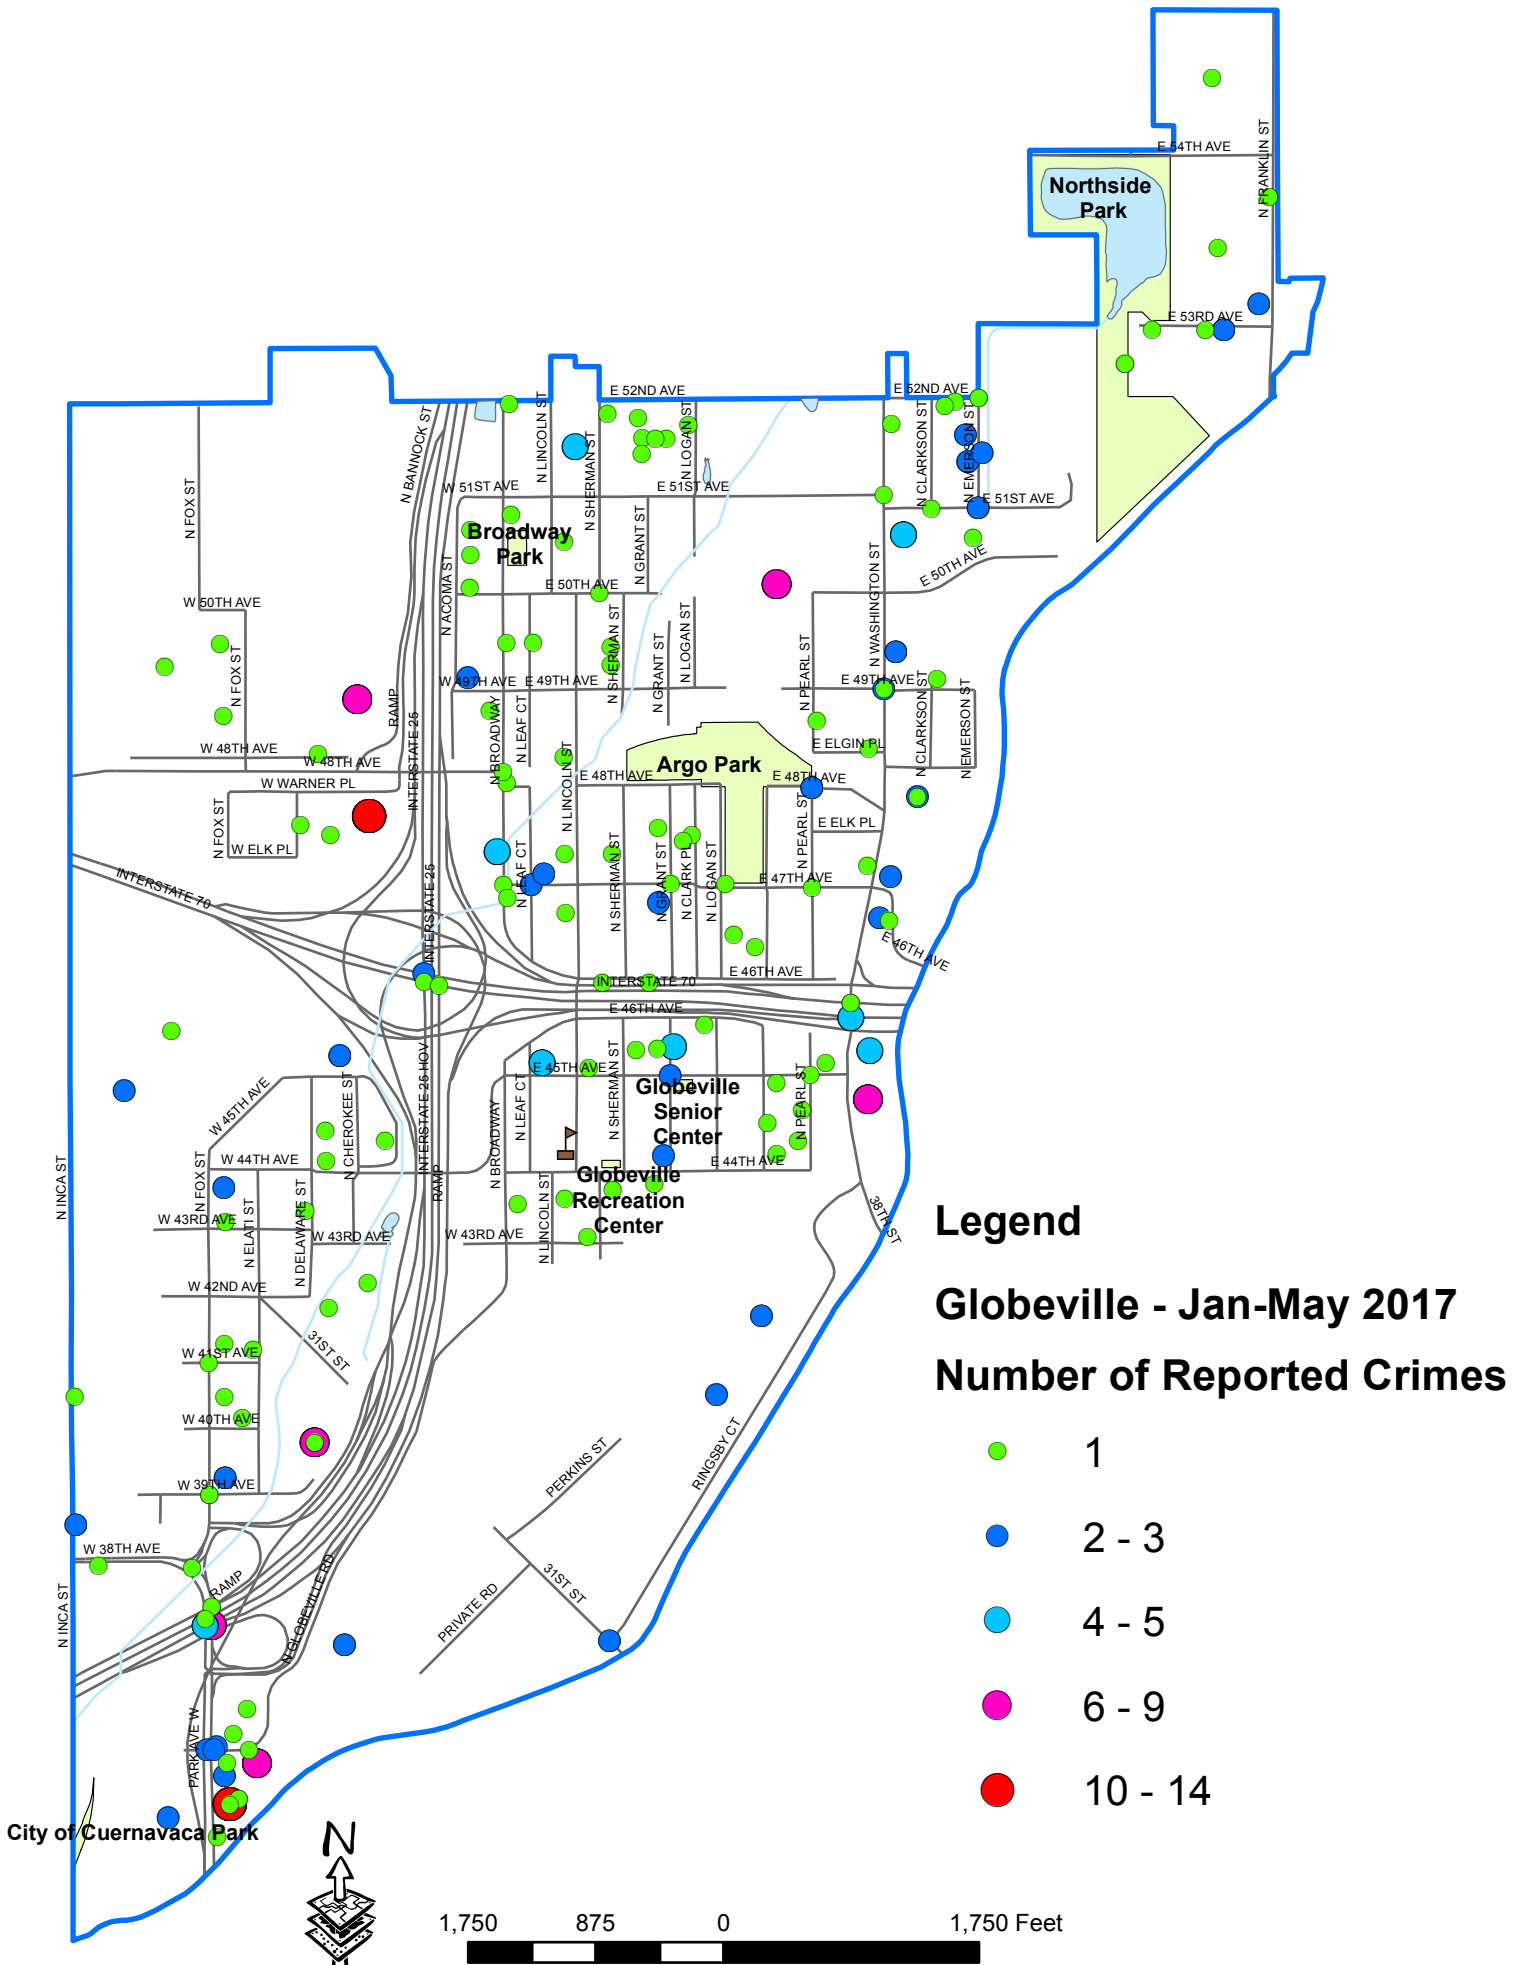 E 54TH AVE
N FRANKLIN ST
Northside
Park
E 53RD AVE
E 52ND AVE
E 52ND AVE
N BANNOCK ST
N LINCOLN ST
N SHERMAN ST
N LOGAN ST
N CLARKSON ST
N EMERSON ST
N FOX ST
W 51ST AVE
E 51ST AVE
E 51ST AVE
Broadway
Park
N GRANT ST
N ACOMA ST
N WASHINGTON ST
E 50TH AVE
E 50TH AVE
W 50TH AVE
N FOX ST
N SHERMAN ST
N GRANT ST
N LOGAN ST
N PEARL ST
W 49TH AVE
E 49TH AVE
E 49TH AVE
RAMP
INTERSTATE 25
N BROADWAY
N LEAF CT
N CLARKSON ST
N EMERSON ST
W 48TH AVE
W 48TH AVE
E ELGIN PL
Argo Park
N LINCOLN ST
E 48TH AVE
E 48TH AVE
W WARNER PL
N FOX ST
W ELK PL
E ELK PL
N PEARL ST
N LEAF CT
N SHERMAN ST
N GRANT ST
N CLARK PL
N LOGAN ST
E 47TH AVE
INTERSTATE 70
INTERSTATE 25
E 46TH AVE
E 46TH AVE
INTERSTATE 70
E 46TH AVE
INTERSTATE 25 HOV
E 45TH AVE
W 45TH AVE
N CHEROKEE ST
N LEAF CT
N SHERMAN ST
N PEARL ST
Globeville
Senior
Center
N BROADWAY
W 44TH AVE
E 44TH AVE
N INCA ST
N FOX ST
N ELATI ST
N DELAWARE ST
RAMP
Globeville
Recreation
Center
N LINCOLN ST
W 43RD AVE
W 43RD AVE
W 43RD AVE
38TH ST
W 42ND AVE
31ST ST
W 41ST AVE
W 40TH AVE
W 39TH AVE
PERKINS ST
RINGSBY CT
W 38TH AVE
RAMP
N INCA ST
N GLOBEVILLE RD
PRIVATE RD
31ST ST
PARK AVE W
City of Cuernavaca Park
Legend
Globeville - Jan-May 2017
Number of Reported Crimes
1
2 - 3
4 - 5
6 - 9
10 - 14
N
1,750 875 0 1,750 Feet